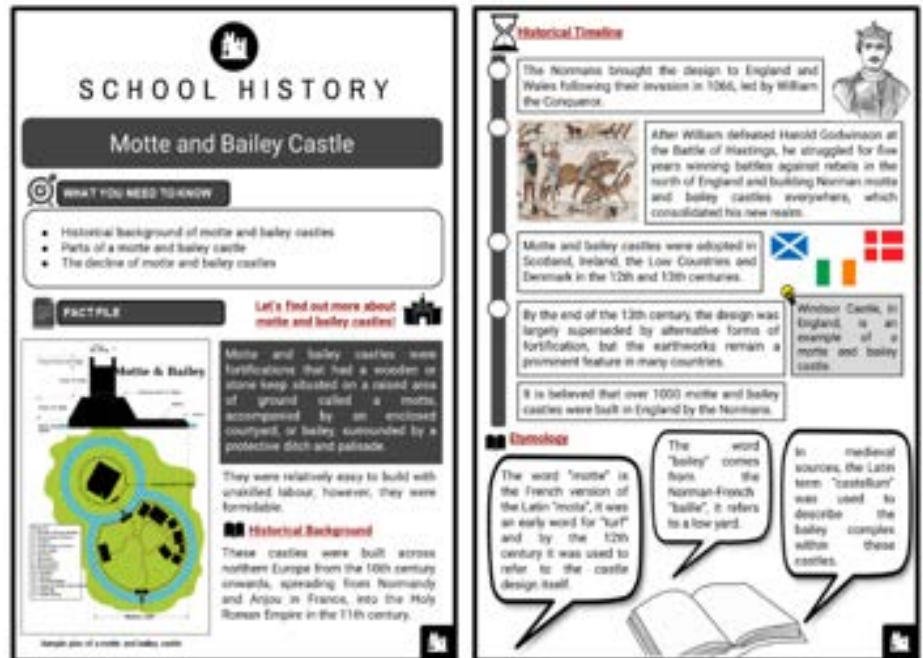 SCHOOL HISTORY
Motte and Bailey Castle
WHAT YOU NEED TO KNOW
Historical background of motte and bailey castles
Parts of a motte and bailey castle
The decline of motte and bailey castles
FACTFILE
Let's find out more about
motte and bailey castles!
Motte & Bailey
Motte and bailey castles were
fortifications that had a wooden or
stone keep situated on a raised area
of ground called a motte,
accompanied by an enclosed
courtyard, or bailey, surrounded by a
protective ditch and palisade.
They were relatively easy to build with
unskilled labour, however, they were
formidable.
Historical Background
These castles were built across
northern Europe from the 10th century
onwards, spreading from Normandy
and Anjou in France, into the Holy
Roman Empire in the 11th century.
Sample plan of a motte and bailey castle
Historical Timeline
The Normans brought the design to England and
Wales following their invasion in 1066, led by William
the Conqueror.
After William defeated Harold Godwinson at
the Battle of Hastings, he struggled for five
years winning battles against rebels in the
north of England and building Norman motte
and bailey castles everywhere, which
consolidated his new realm.
Motte and bailey castles were adopted in
Scotland, Ireland, the Low Countries and
Denmark in the 12th and 13th centuries.
By the end of the 13th century, the design was
largely superseded by alternative forms of
fortification, but the earthworks remain a
prominent feature in many countries.
Windsor Castle, in
England, is an
example of a
motte and bailey
castle.
It is believed that over 1000 motte and bailey
castles were built in England by the Normans.
Etymology
The word "motte" is
the French version of
the Latin "mota", it was
an early word for "turf"
and by the 12th
century it was used to
refer to the castle
design itself.
The word
"bailey" comes
from the
Norman-French
"baille", it refers
to a low yard.
In medieval
sources, the Latin
term "castellum"
was used to
describe the
bailey complex
within these
castles.